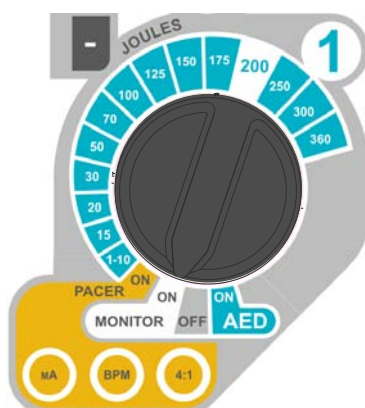 -
JOULES
1
1-10
15
20
30
50
70
100
125
150
175
200
250
300
360
PACER ON
MONITOR ON
OFF
AED ON
MA
BPM
4:1